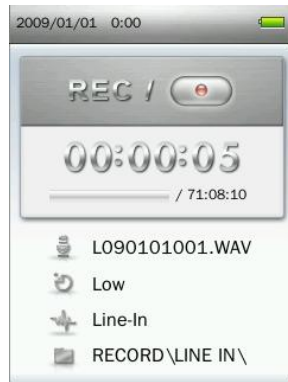 2009/01/01 0:00
REC /
00:00:05
/ 71:08:10
L090101001.WAV
Low
Line-In
RECORD\LINE IN\